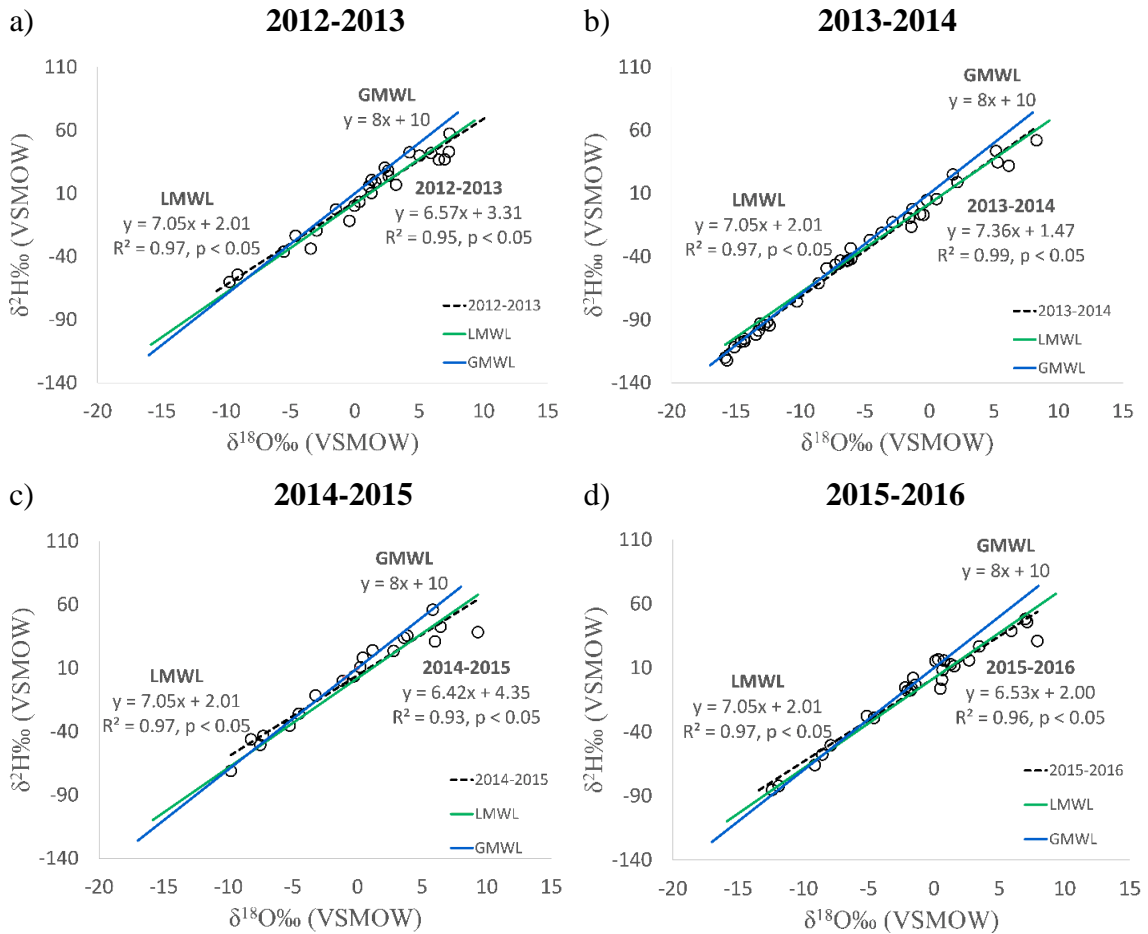 a)
2012-2013
110
60
10
-40
-90
-140
δ²H‰ (VSMOW)
GMWL
y = 8x + 10
LMWL
y = 7.05x + 2.01
R² = 0.97, p < 0.05
2012-2013
y = 6.57x + 3.31
R² = 0.95, p < 0.05
2012-2013
LMWL
GMWL
-20 -15 -10 -5 0 5 10 15
δ¹⁸O‰ (VSMOW)
b)
2013-2014
110
60
10
-40
-90
-140
δ²H‰ (VSMOW)
GMWL
y = 8x + 10
LMWL
y = 7.05x + 2.01
R² = 0.97, p < 0.05
2013-2014
y = 7.36x + 1.47
R² = 0.99, p < 0.05
2013-2014
LMWL
GMWL
-20 -15 -10 -5 0 5 10 15
δ¹⁸O‰ (VSMOW)
c)
2014-2015
110
60
10
-40
-90
-140
δ²H‰ (VSMOW)
GMWL
y = 8x + 10
LMWL
y = 7.05x + 2.01
R² = 0.97, p < 0.05
2014-2015
y = 6.42x + 4.35
R² = 0.93, p < 0.05
2014-2015
LMWL
GMWL
-20 -15 -10 -5 0 5 10 15
δ¹⁸O‰ (VSMOW)
d)
2015-2016
110
60
10
-40
-90
-140
δ²H‰ (VSMOW)
GMWL
y = 8x + 10
LMWL
y = 7.05x + 2.01
R² = 0.97, p < 0.05
2015-2016
y = 6.53x + 2.00
R² = 0.96, p < 0.05
2015-2016
LMWL
GMWL
-20 -15 -10 -5 0 5 10 15
δ¹⁸O‰ (VSMOW)